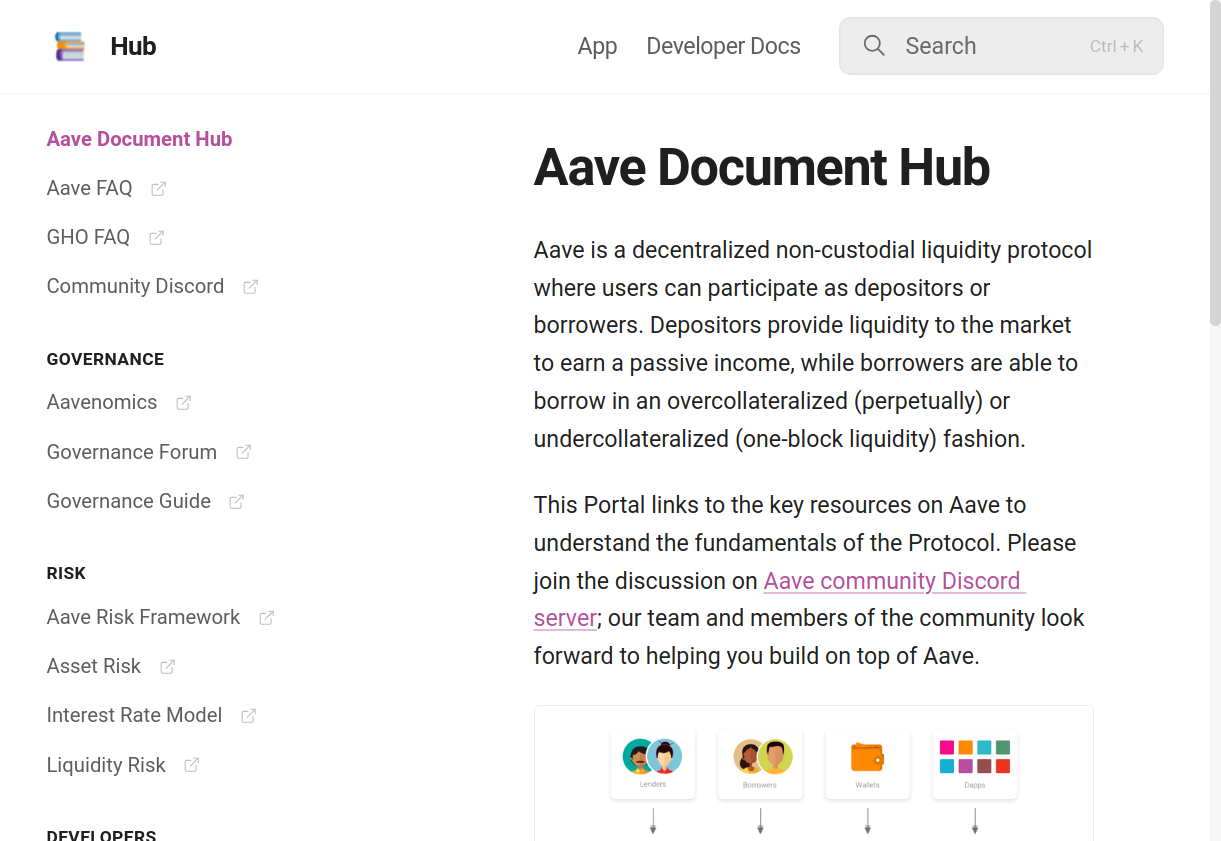 Hub
App
Developer Docs
Search
Ctrl + K
Aave Document Hub
Aave FAQ
GHO FAQ
Community Discord
GOVERNANCE
Aavenomics
Governance Forum
Governance Guide
RISK
Aave Risk Framework
Asset Risk
Interest Rate Model
Liquidity Risk
DEVELOPERS
Aave Document Hub
Aave is a decentralized non-custodial liquidity protocol
where users can participate as depositors or
borrowers. Depositors provide liquidity to the market
to earn a passive income, while borrowers are able to
borrow in an overcollateralized (perpetually) or
undercollateralized (one-block liquidity) fashion.
This Portal links to the key resources on Aave to
understand the fundamentals of the Protocol. Please
join the discussion on Aave community Discord
server; our team and members of the community look
forward to helping you build on top of Aave.
Lenders
Borrowers
Wallets
Dapps